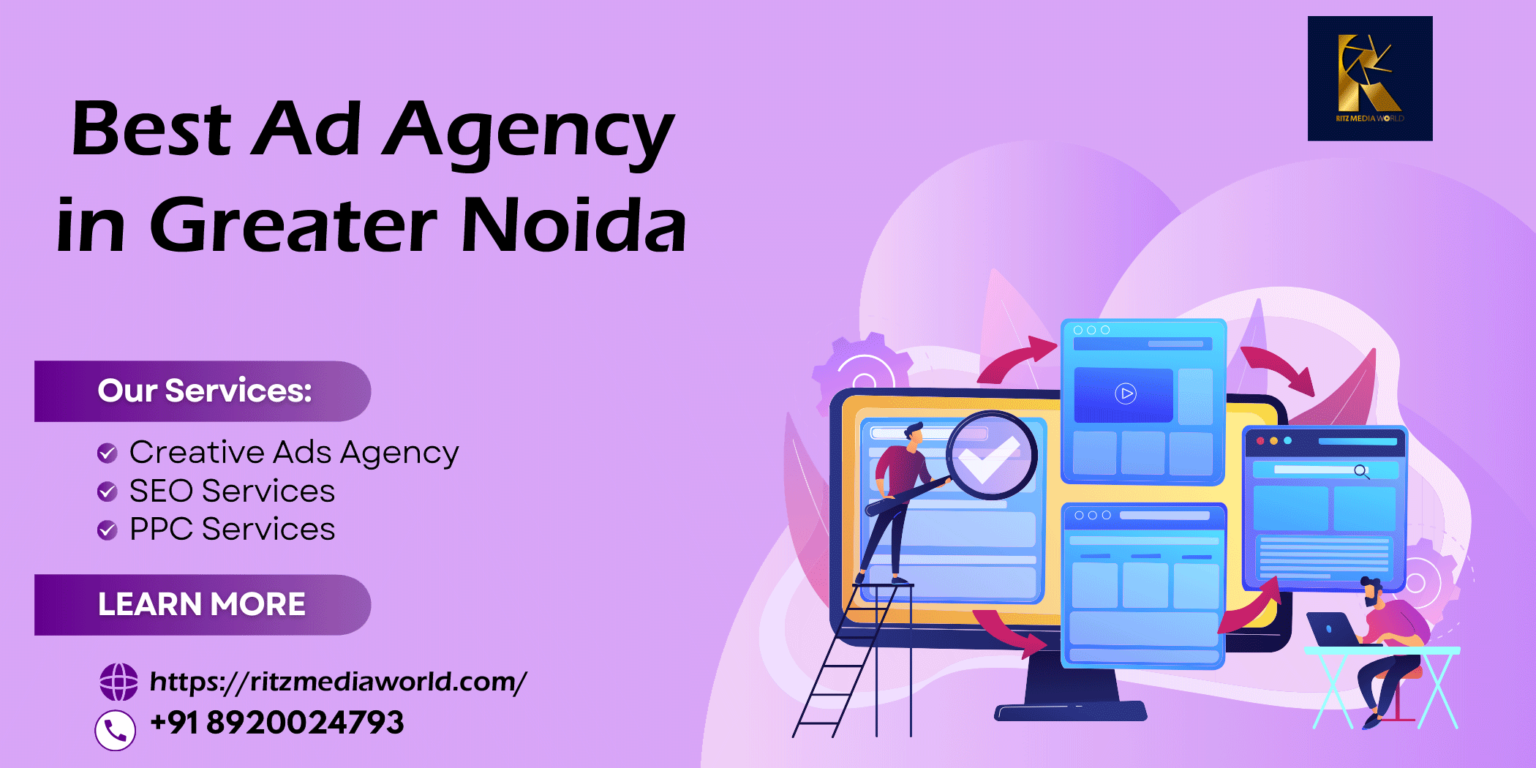 RITZ MEDIA WORLD
Best Ad Agency
in Greater Noida
Our Services:
Creative Ads Agency
SEO Services
PPC Services
LEARN MORE
https://ritzmediaworld.com/
+91 8920024793